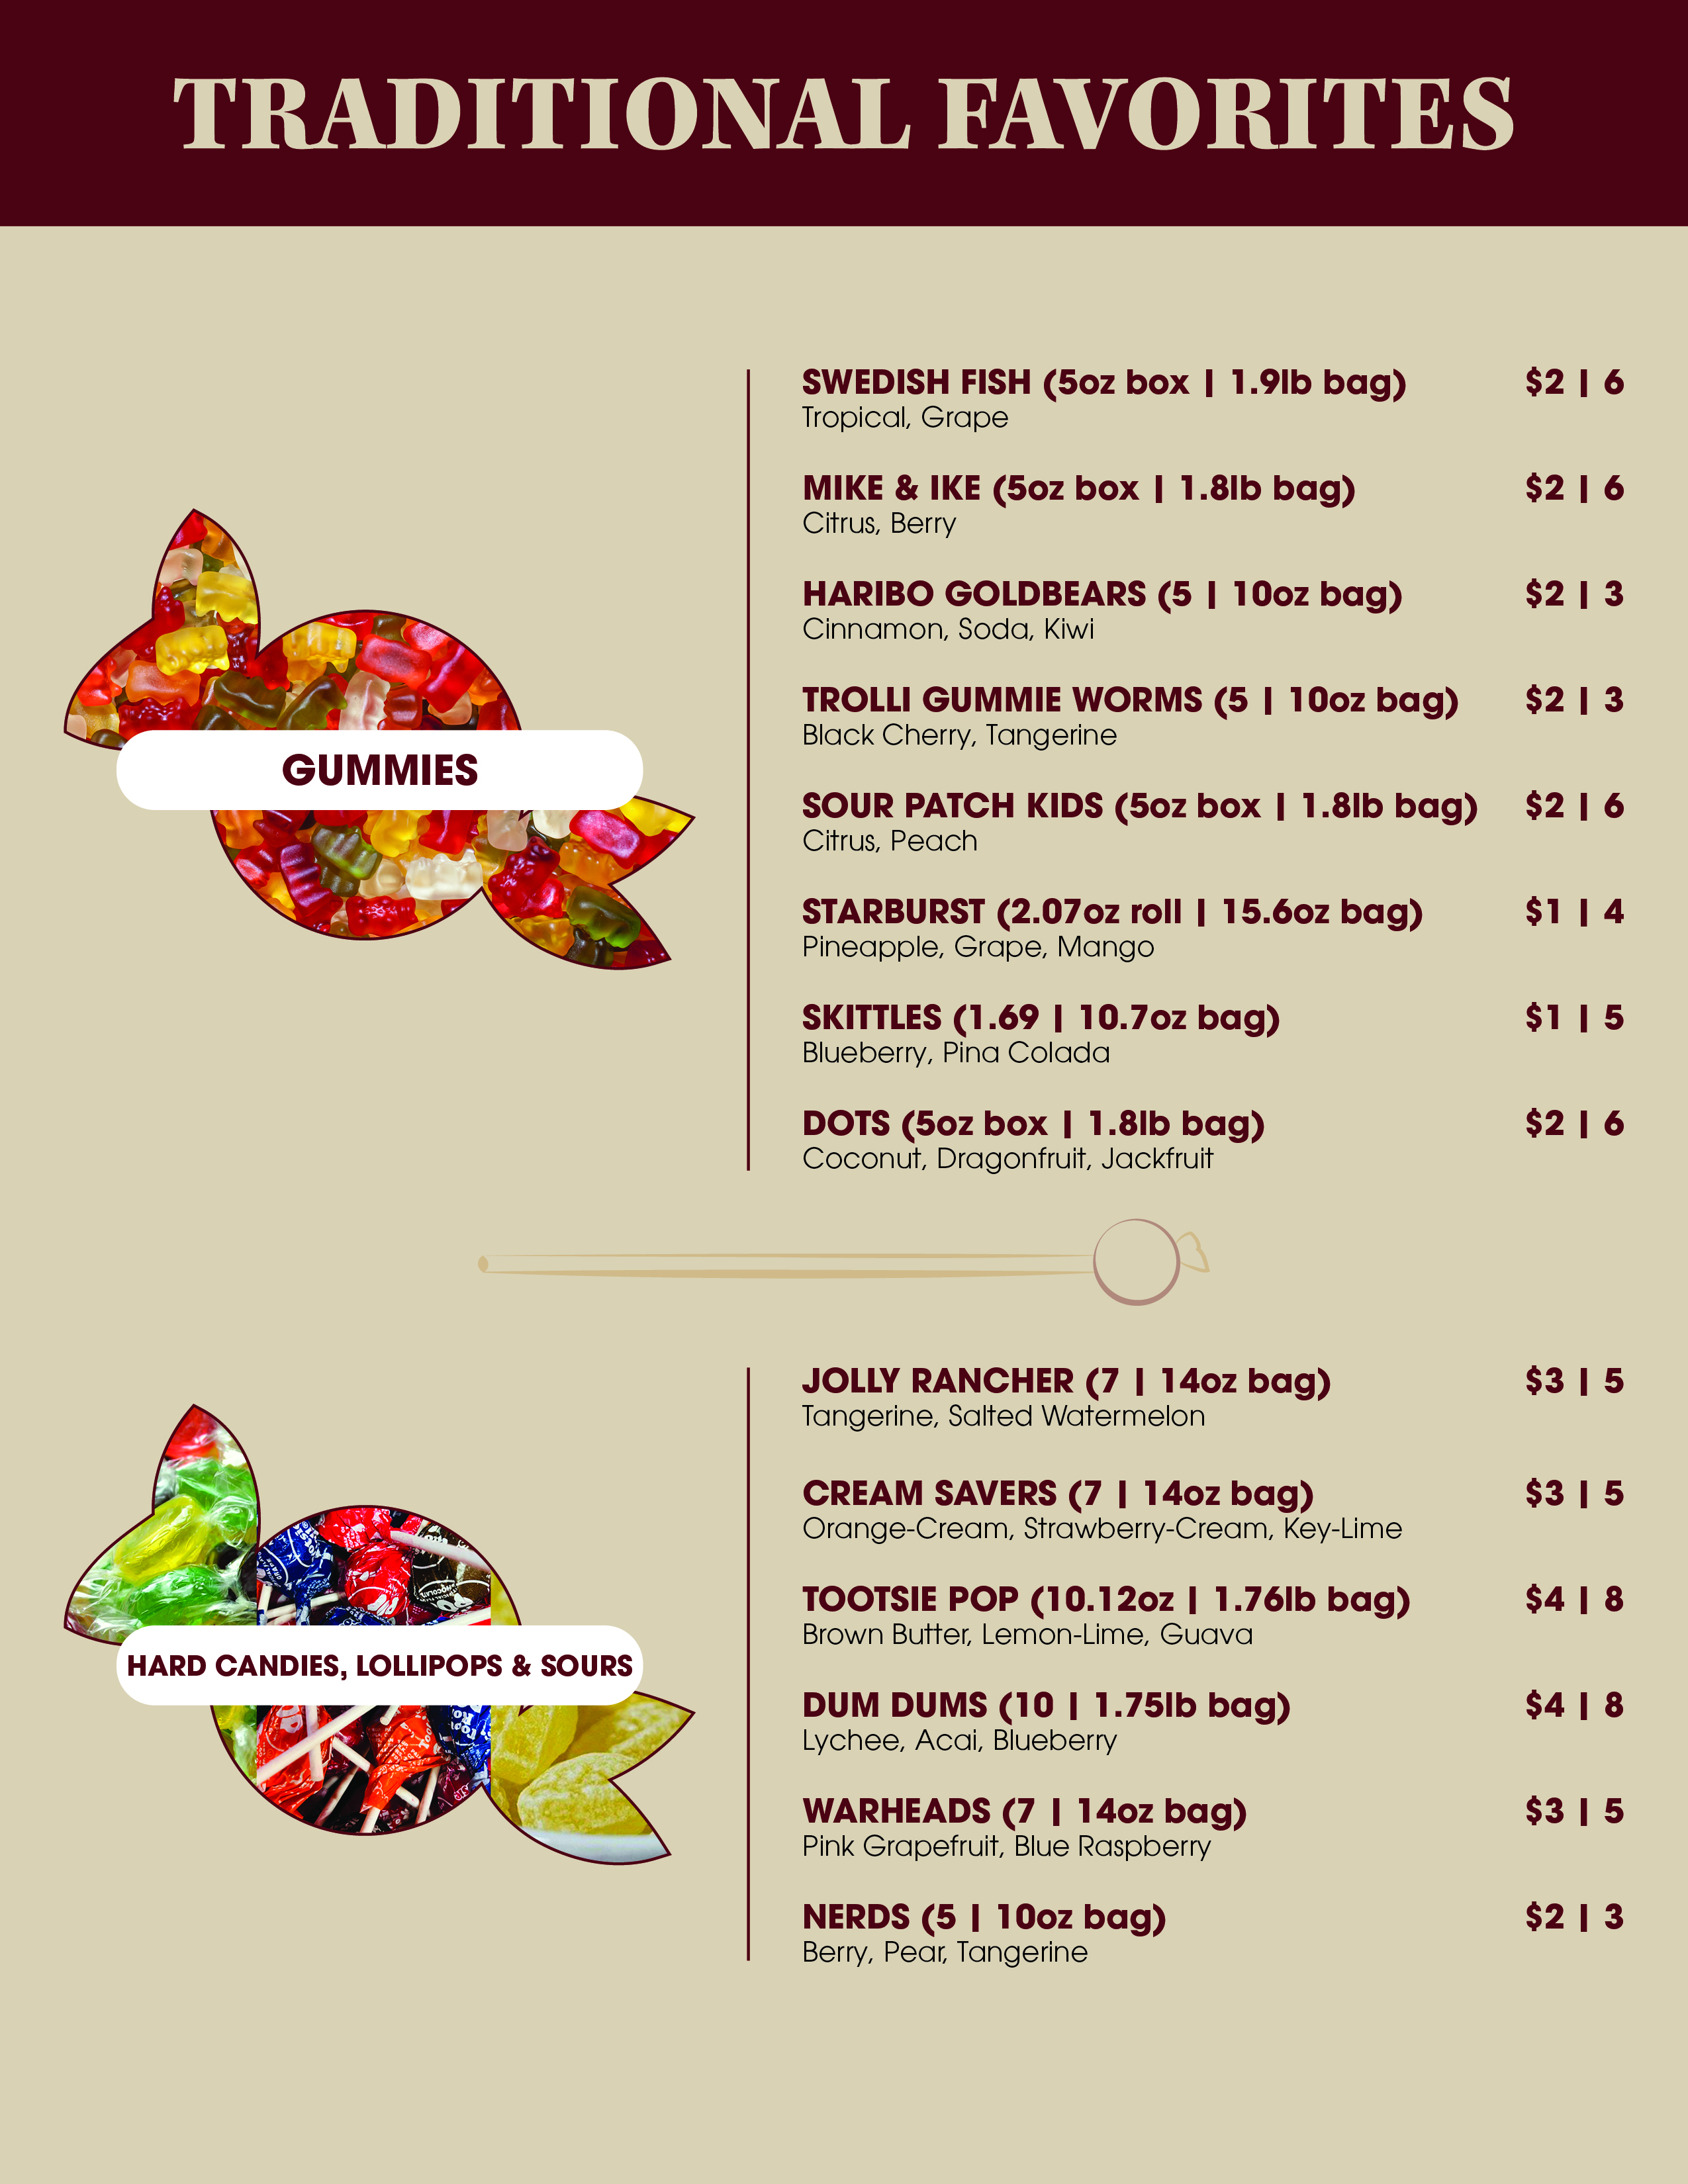 TRADITIONAL FAVORITES
GUMMIES
SWEDISH FISH (5oz box | 1.9lb bag) $2 | 6
Tropical, Grape
MIKE & IKE (5oz box | 1.8lb bag) $2 | 6
Citrus, Berry
HARIBO GOLDBEARS (5 | 10oz bag) $2 | 3
Cinnamon, Soda, Kiwi
TROLLI GUMMIE WORMS (5 | 10oz bag) $2 | 3
Black Cherry, Tangerine
SOUR PATCH KIDS (5oz box | 1.8lb bag) $2 | 6
Citrus, Peach
STARBURST (2.07oz roll | 15.6oz bag) $1 | 4
Pineapple, Grape, Mango
SKITTLES (1.69 | 10.7oz bag) $1 | 5
Blueberry, Pina Colada
DOTS (5oz box | 1.8lb bag) $2 | 6
Coconut, Dragonfruit, Jackfruit
HARD CANDIES, LOLLIPOPS & SOURS
JOLLY RANCHER (7 | 14oz bag) $3 | 5
Tangerine, Salted Watermelon
CREAM SAVERS (7 | 14oz bag) $3 | 5
Orange-Cream, Strawberry-Cream, Key-Lime
TOOTSIE POP (10.12oz | 1.76lb bag) $4 | 8
Brown Butter, Lemon-Lime, Guava
DUM DUMS (10 | 1.75lb bag) $4 | 8
Lychee, Acai, Blueberry
WARHEADS (7 | 14oz bag) $3 | 5
Pink Grapefruit, Blue Raspberry
NERDS (5 | 10oz bag) $2 | 3
Berry, Pear, Tangerine